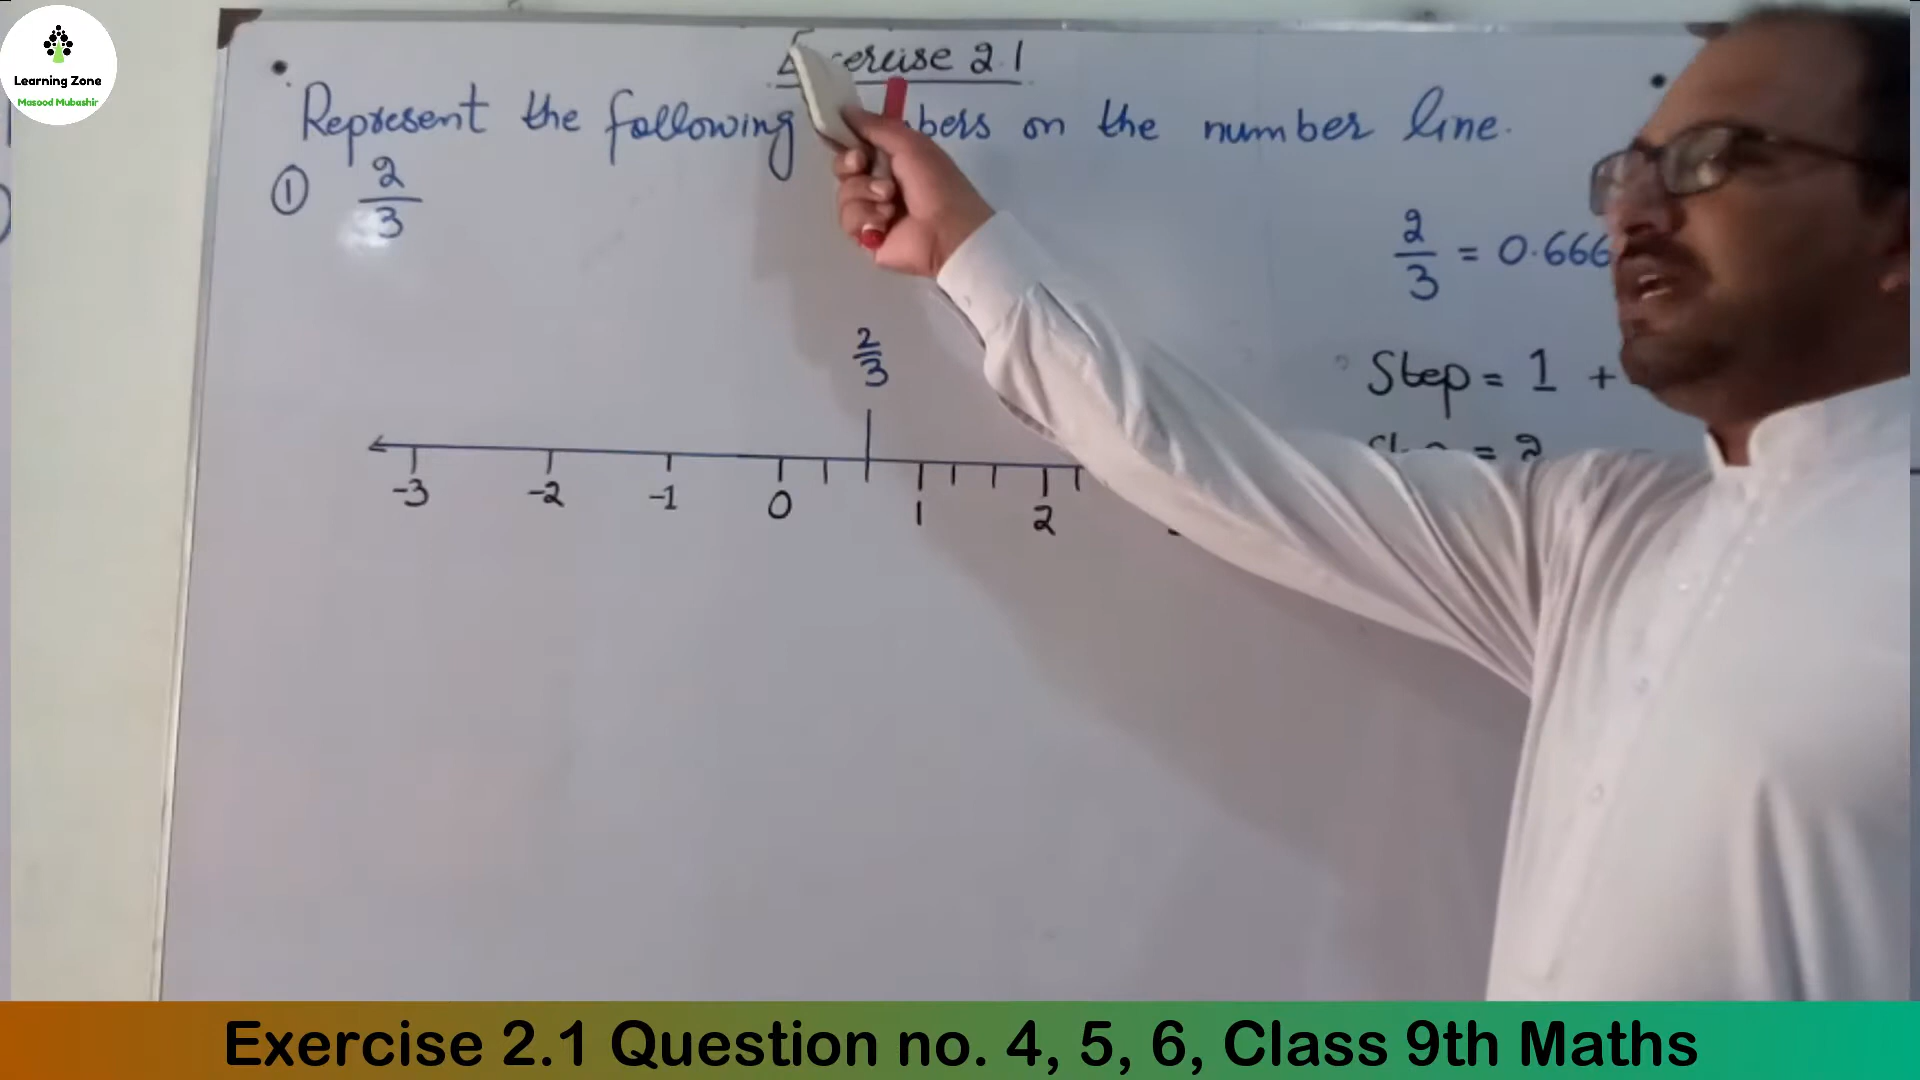 Learning Zone
Masood Mubashir
Exercise 2.1
Represent the following numbers on the number line.
① 2/3
2/3 = 0.666
Step = 1 +
= 2
2/3
-3 -2 -1 0 1 2
Exercise 2.1 Question no. 4, 5, 6, Class 9th Maths